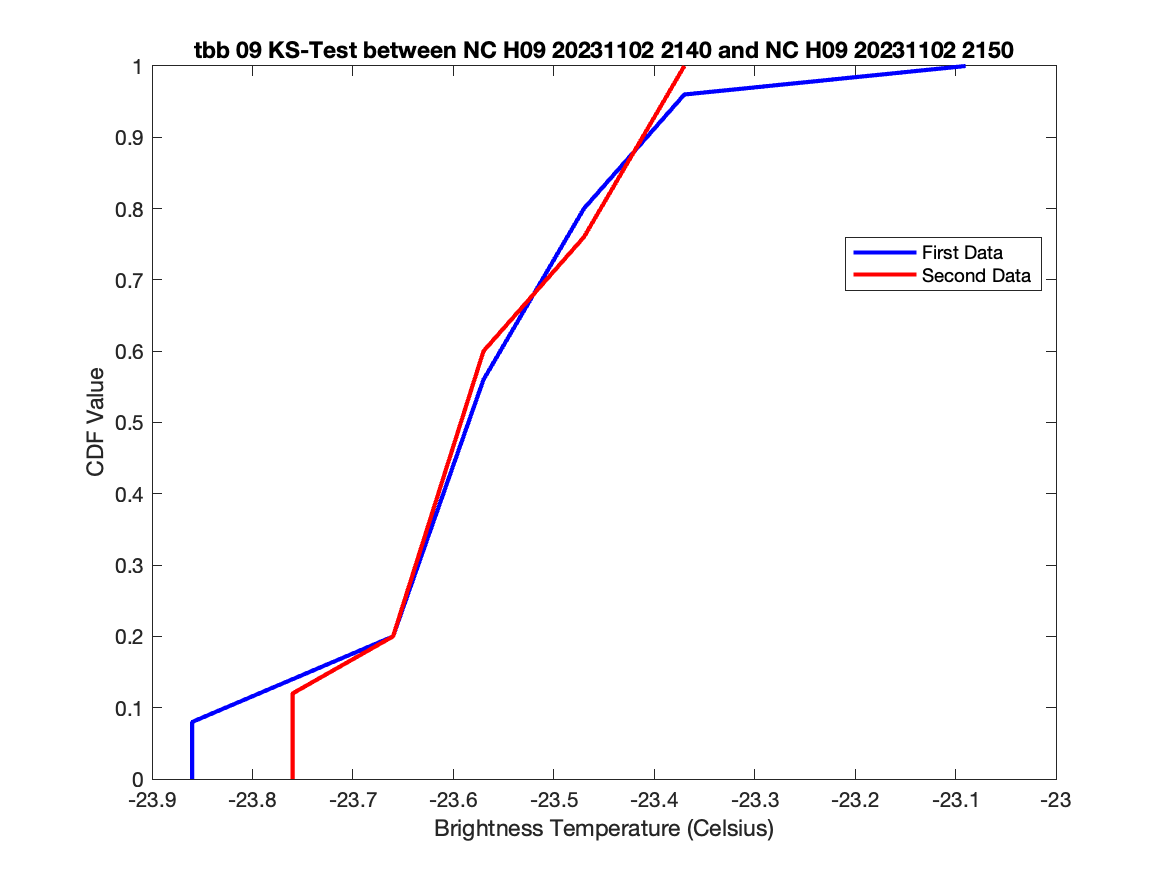 tbb 09 KS-Test between NC H09 20231102 2140 and NC H09 20231102 2150
1
0.9
0.8
0.7
0.6
0.5
0.4
0.3
0.2
0.1
0
CDF Value
First Data
Second Data
-23.9 -23.8 -23.7 -23.6 -23.5 -23.4 -23.3 -23.2 -23.1 -23
Brightness Temperature (Celsius)